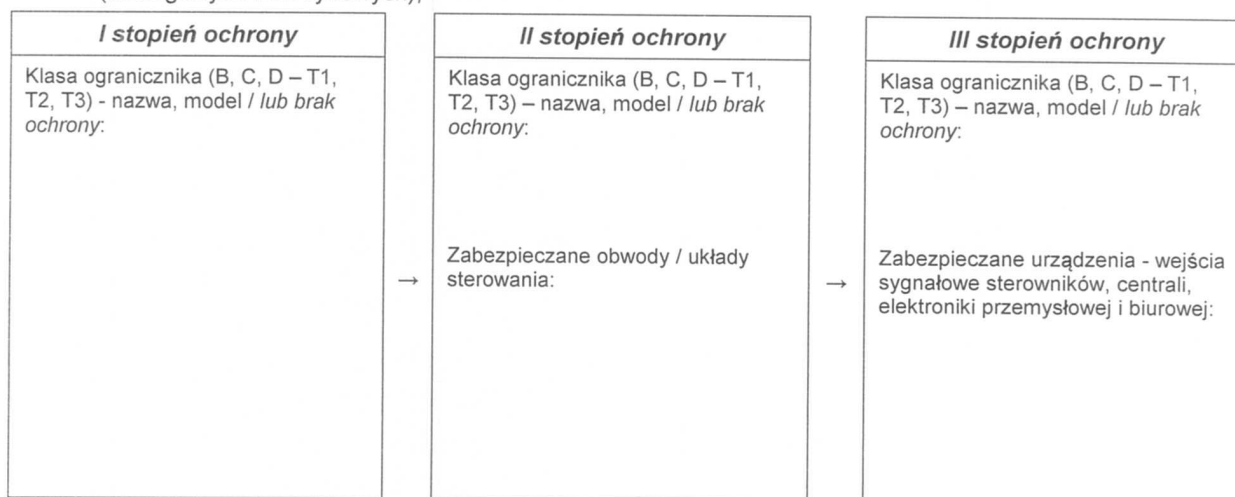 I stopień ochrony
Klasa ogranicznika (B, C, D – T1,
T2, T3) - nazwa, model / lub brak
ochrony:
→
II stopień ochrony
Klasa ogranicznika (B, C, D – T1,
T2, T3) – nazwa, model / lub brak
ochrony:
Zabezpieczane obwody / układy
sterowania:
→
III stopień ochrony
Klasa ogranicznika (B, C, D – T1,
T2, T3) – nazwa, model / lub brak
ochrony:
Zabezpieczane urządzenia - wejścia
sygnałowe sterowników, centrali,
elektroniki przemysłowej i biurowej: